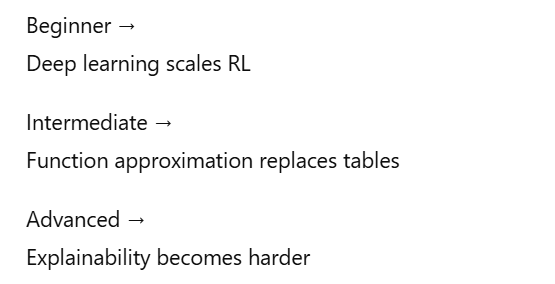 Beginner →
Deep learning scales RL
Intermediate →
Function approximation replaces tables
Advanced →
Explainability becomes harder